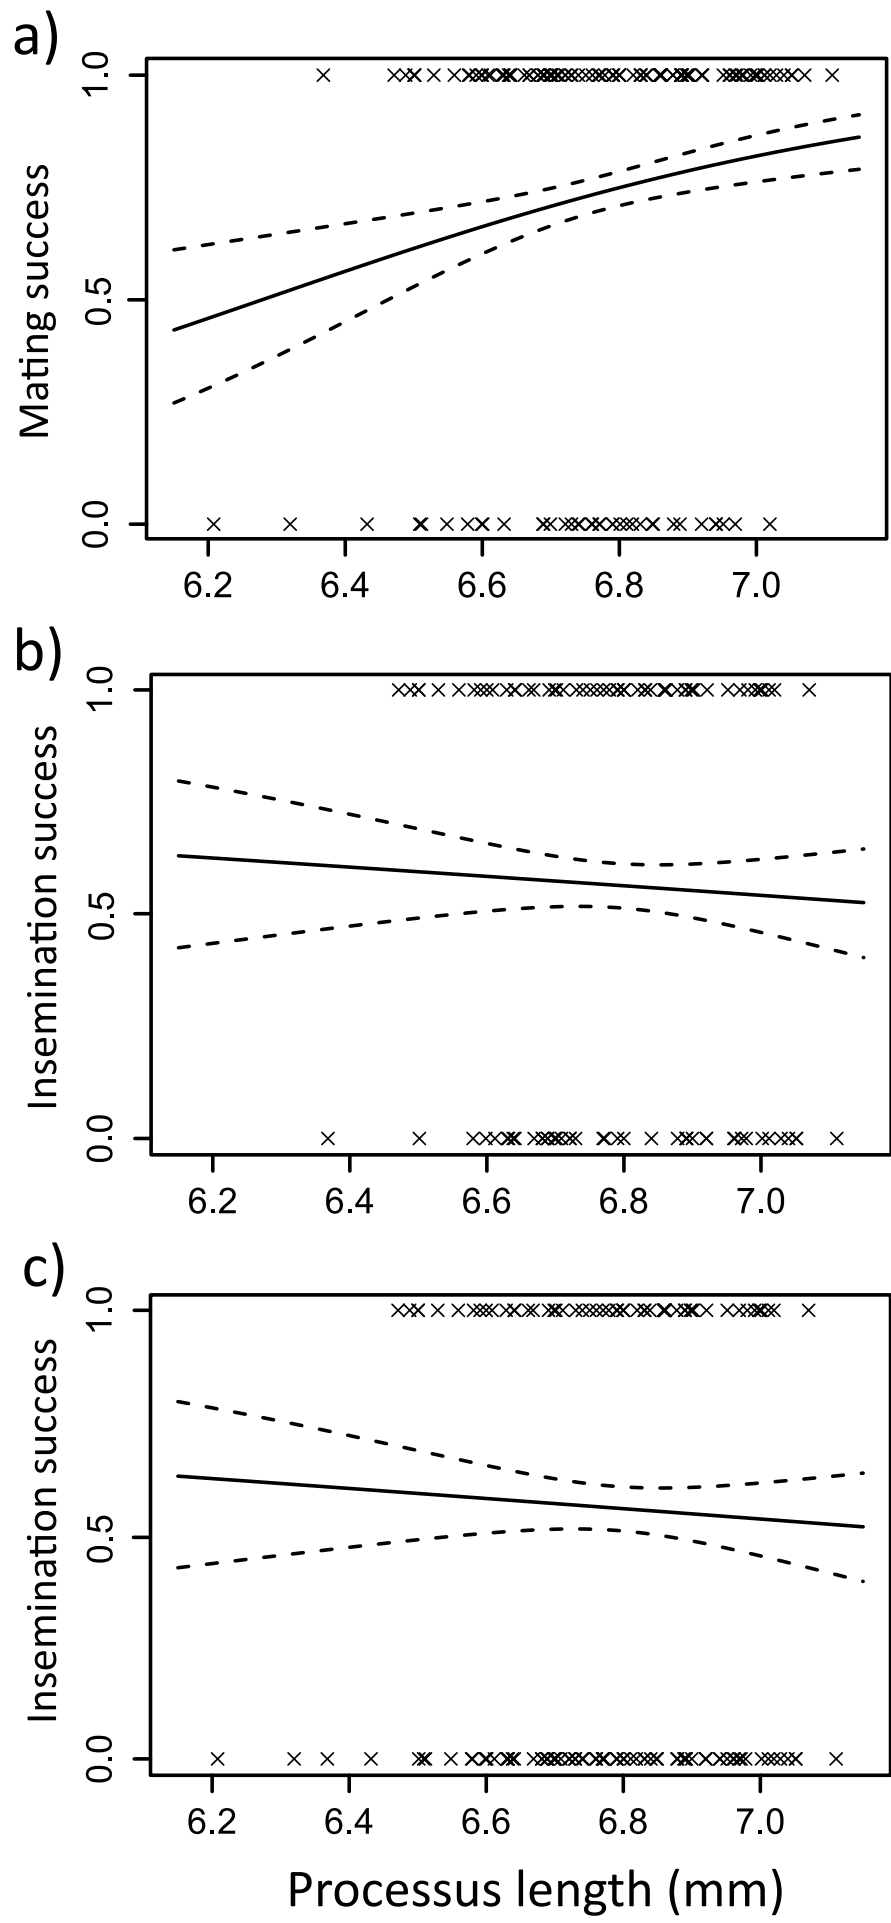 a)
Mating success
1.0
0.5
0.0
6.2 6.4 6.6 6.8 7.0
b)
Insemination success
1.0
0.5
0.0
6.2 6.4 6.6 6.8 7.0
c)
Insemination success
1.0
0.5
0.0
6.2 6.4 6.6 6.8 7.0
Processus length (mm)